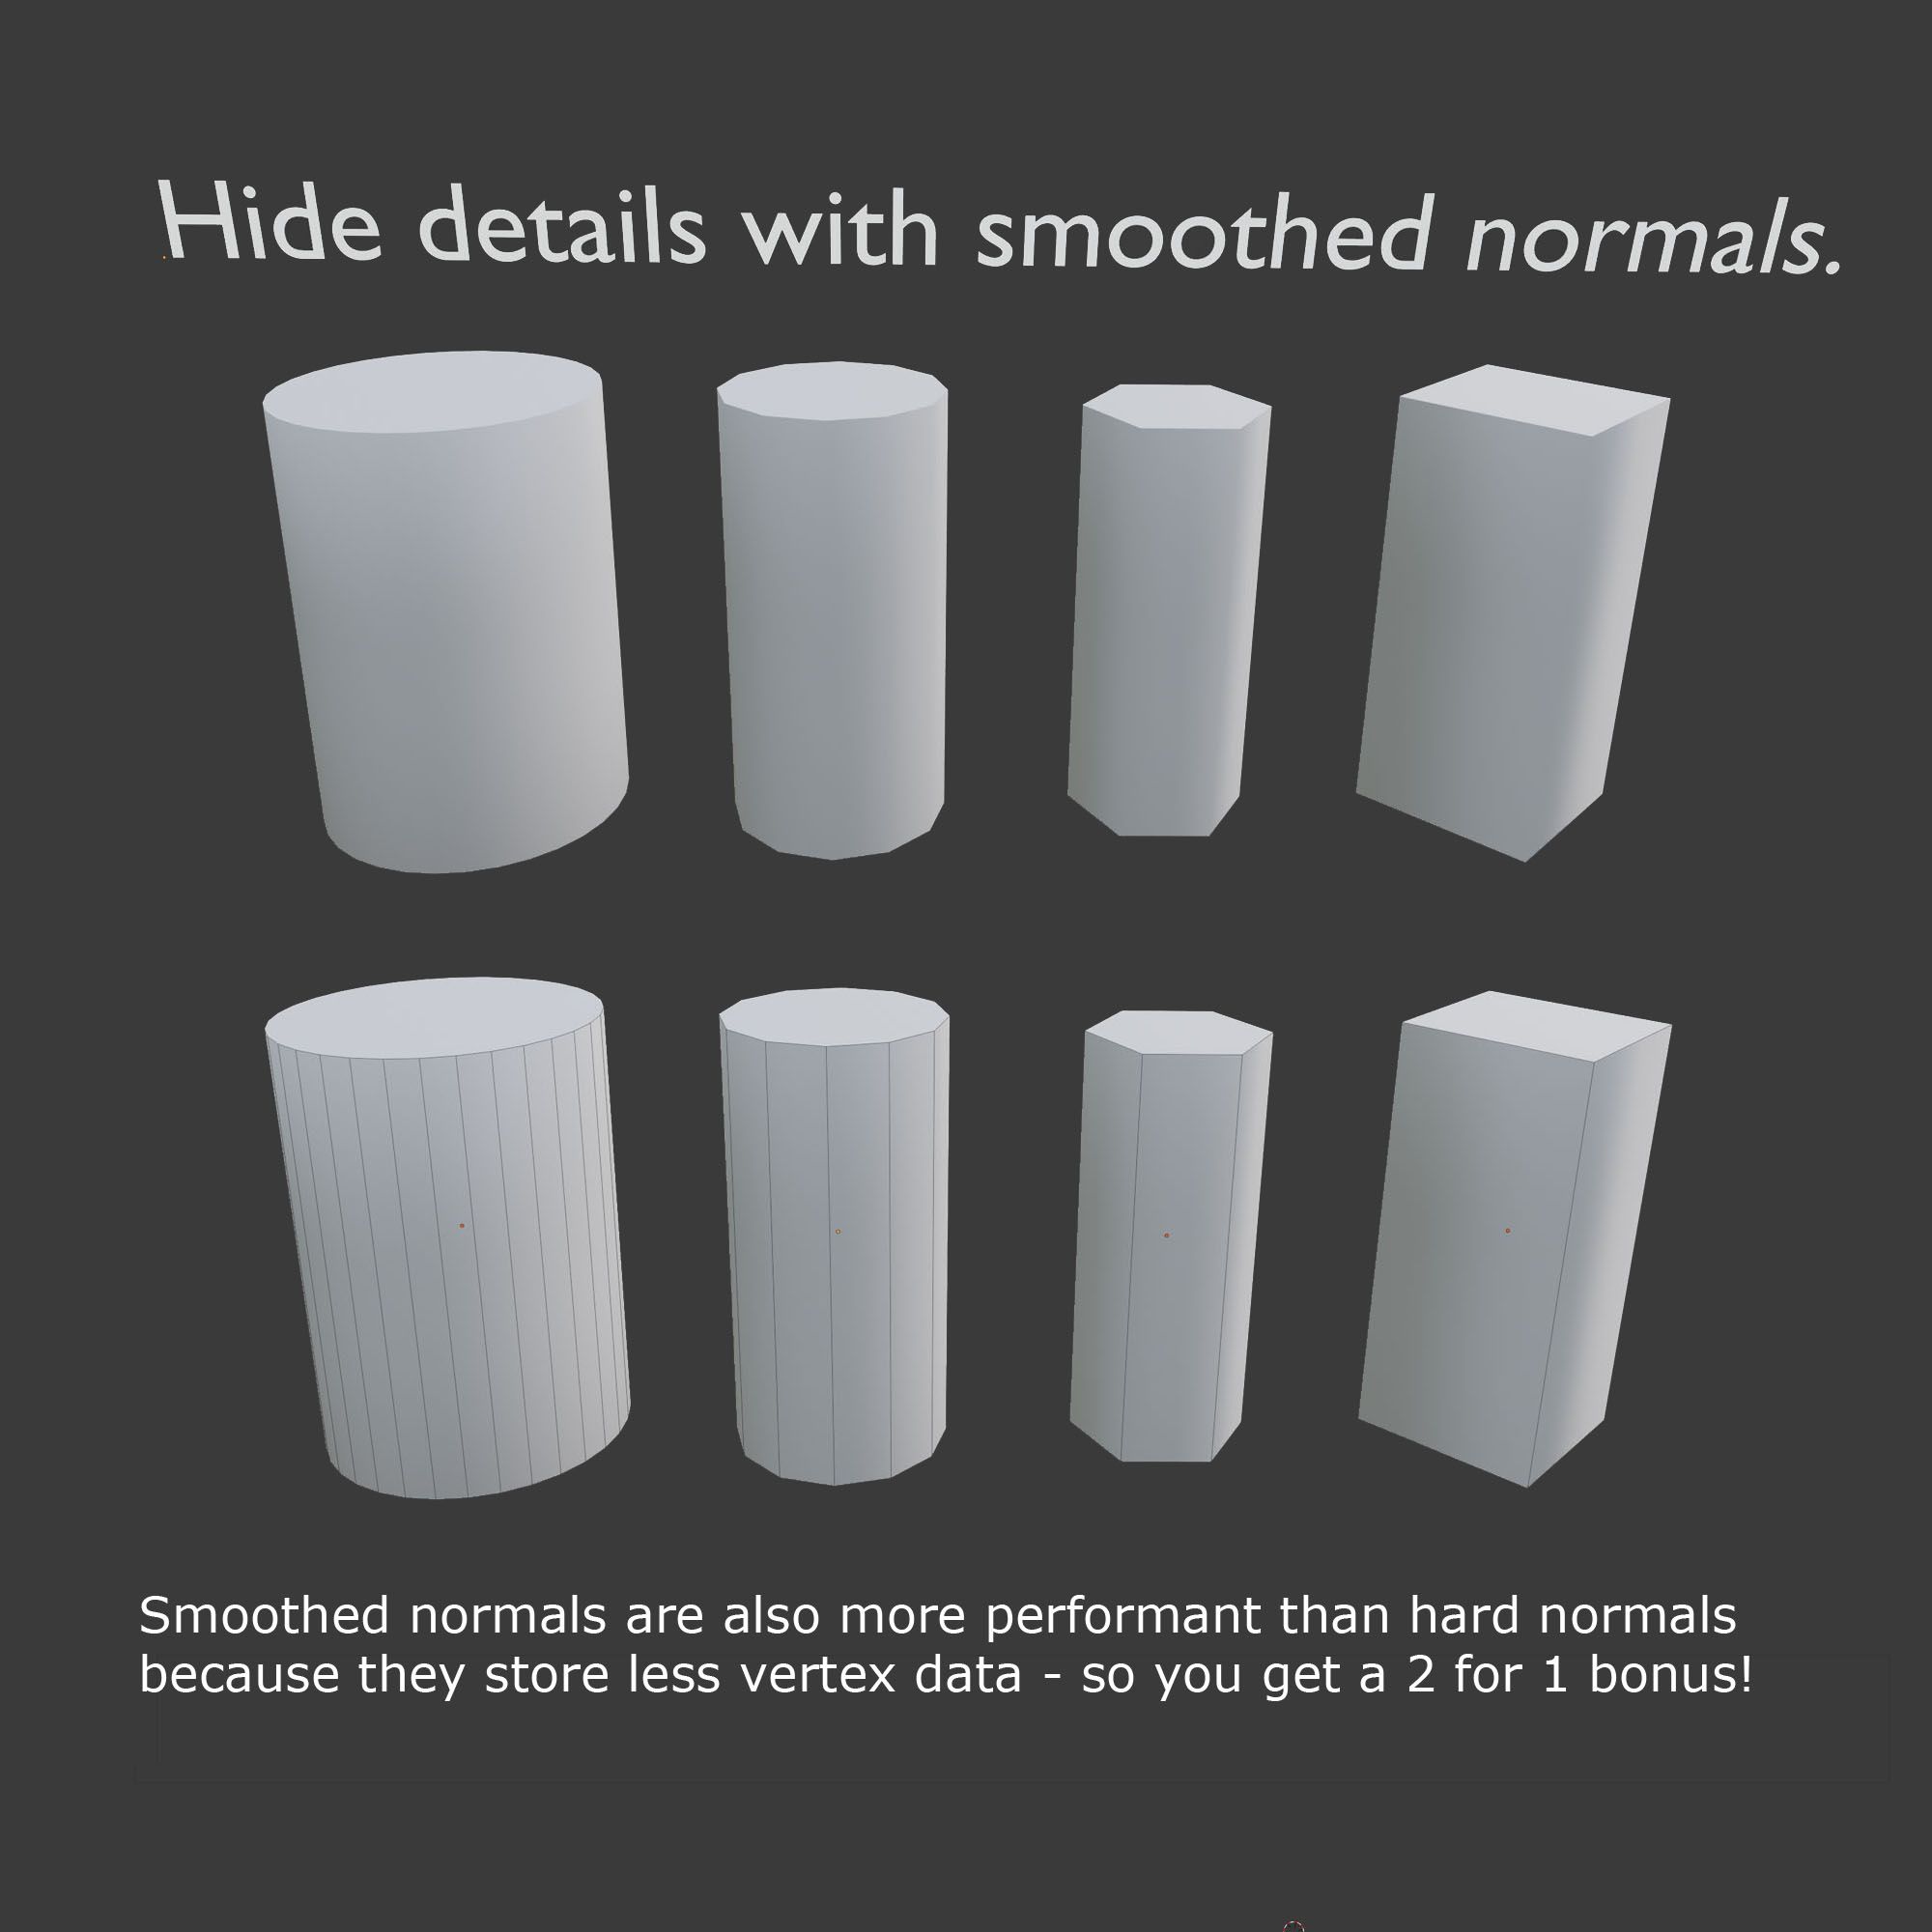 Hide details with smoothed normals.
Smoothed normals are also more performant than hard normals
because they store less vertex data - so you get a 2 for 1 bonus!